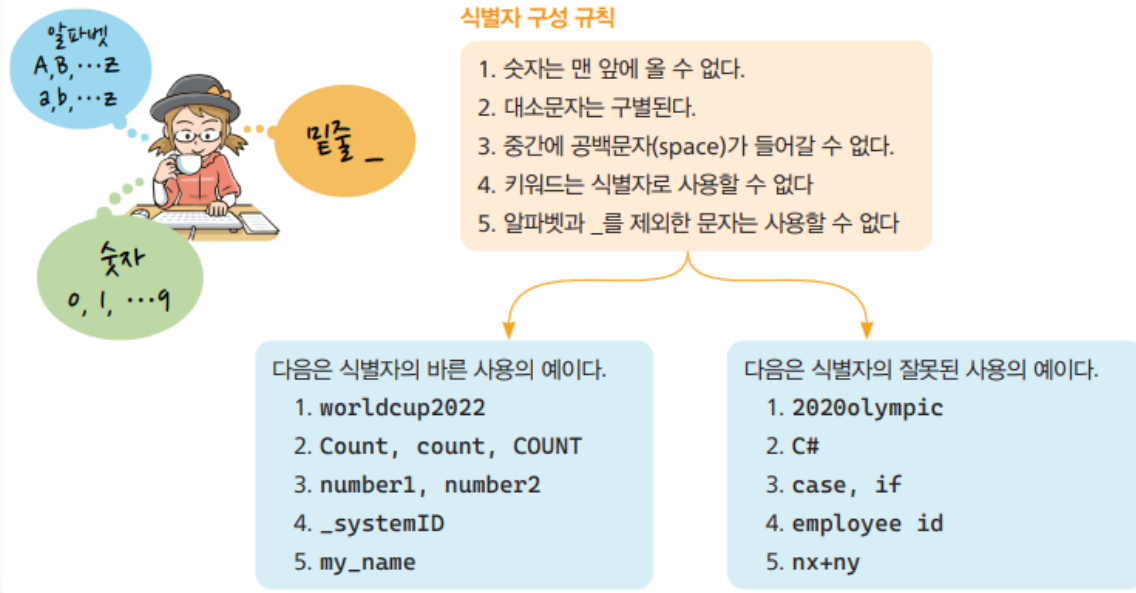 알파벳
A,B,…Z
a,b,…z
밑줄 _
숫자
0, 1, …9
식별자 구성 규칙
1. 숫자는 맨 앞에 올 수 없다.
2. 대소문자는 구별된다.
3. 중간에 공백문자(space)가 들어갈 수 없다.
4. 키워드는 식별자로 사용할 수 없다
5. 알파벳과 _를 제외한 문자는 사용할 수 없다
다음은 식별자의 바른 사용의 예이다.
1. worldcup2022
2. Count, count, COUNT
3. number1, number2
4. _systemID
5. my_name
다음은 식별자의 잘못된 사용의 예이다.
1. 2020olympic
2. C#
3. case, if
4. employee id
5. nx+ny